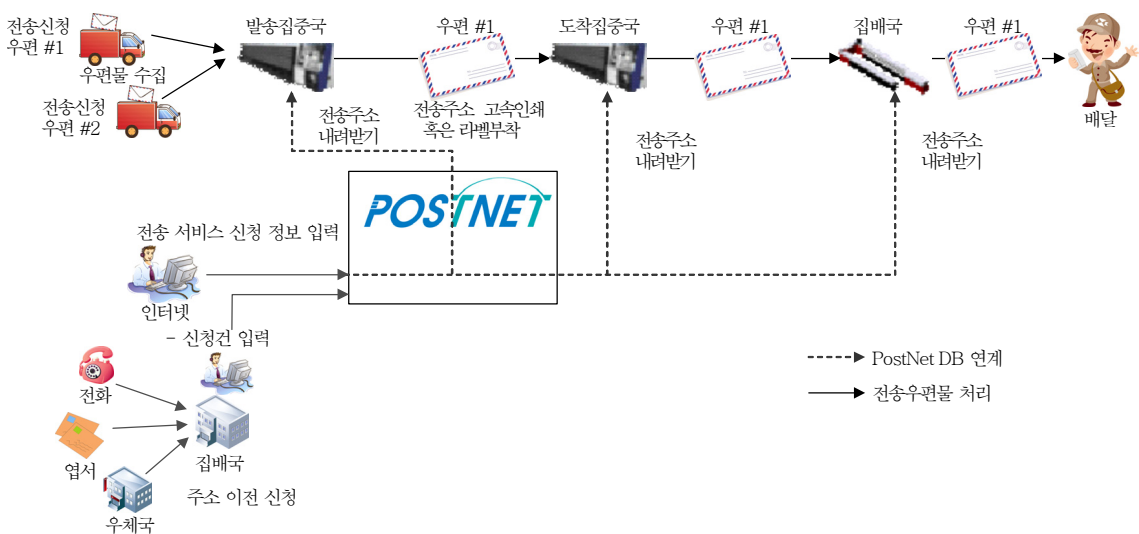 전송신청
우편 #1
우편물 수집
전송신청
우편 #2
발송집중국
우편 #1
도착집중국
우편 #1
집배국
우편 #1
배달
전송주소
내려받기
전송주소 고속인쇄
혹은 라벨부착
전송주소
내려받기
전송주소
내려받기
POSTNET
전송 서비스 신청 정보 입력
인터넷
- 신청건 입력
전화
엽서
우체국
집배국
주소 이전 신청
PostNet DB 연계
전송우편물 처리